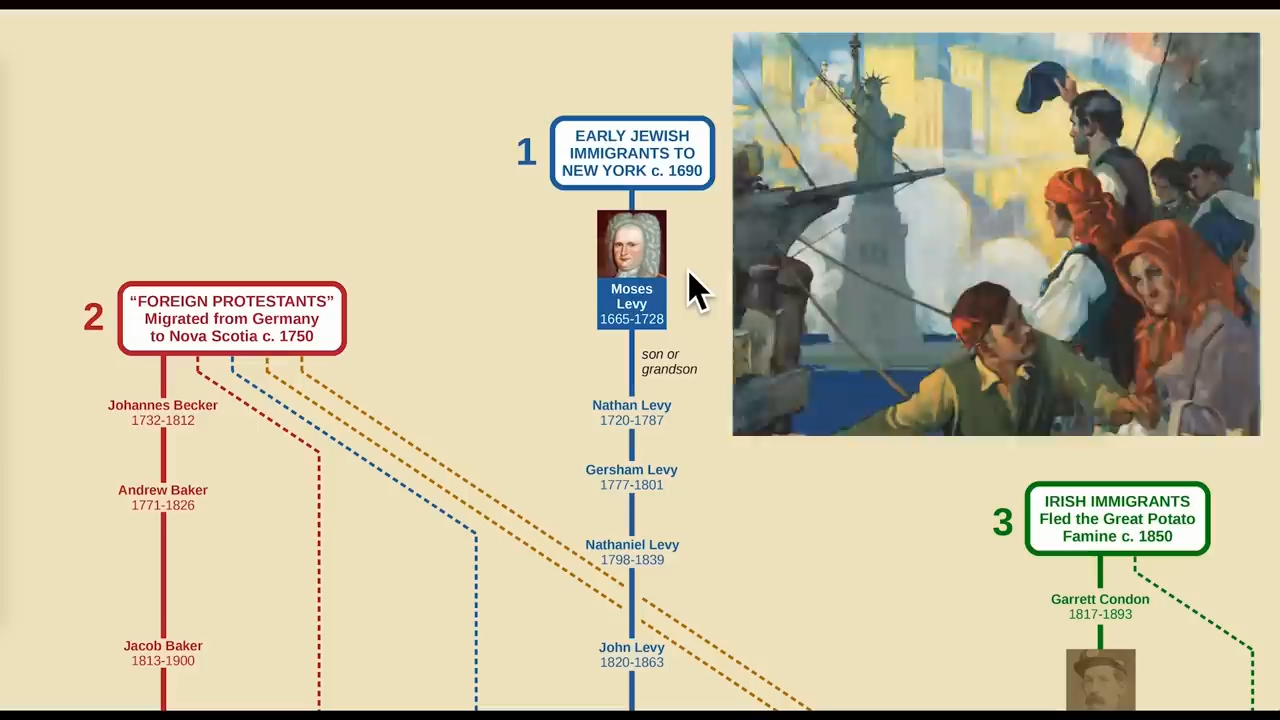 1
EARLY JEWISH
IMMIGRANTS TO
NEW YORK c. 1690
Moses
Levy
1665-1728
son or
grandson
Nathan Levy
1720-1787
Gersham Levy
1777-1801
Nathaniel Levy
1798-1839
John Levy
1820-1863
2
“FOREIGN PROTESTANTS”
Migrated from Germany
to Nova Scotia c. 1750
Johannes Becker
1732-1812
Andrew Baker
1771-1826
Jacob Baker
1813-1900
3
IRISH IMMIGRANTS
Fled the Great Potato
Famine c. 1850
Garrett Condon
1817-1893